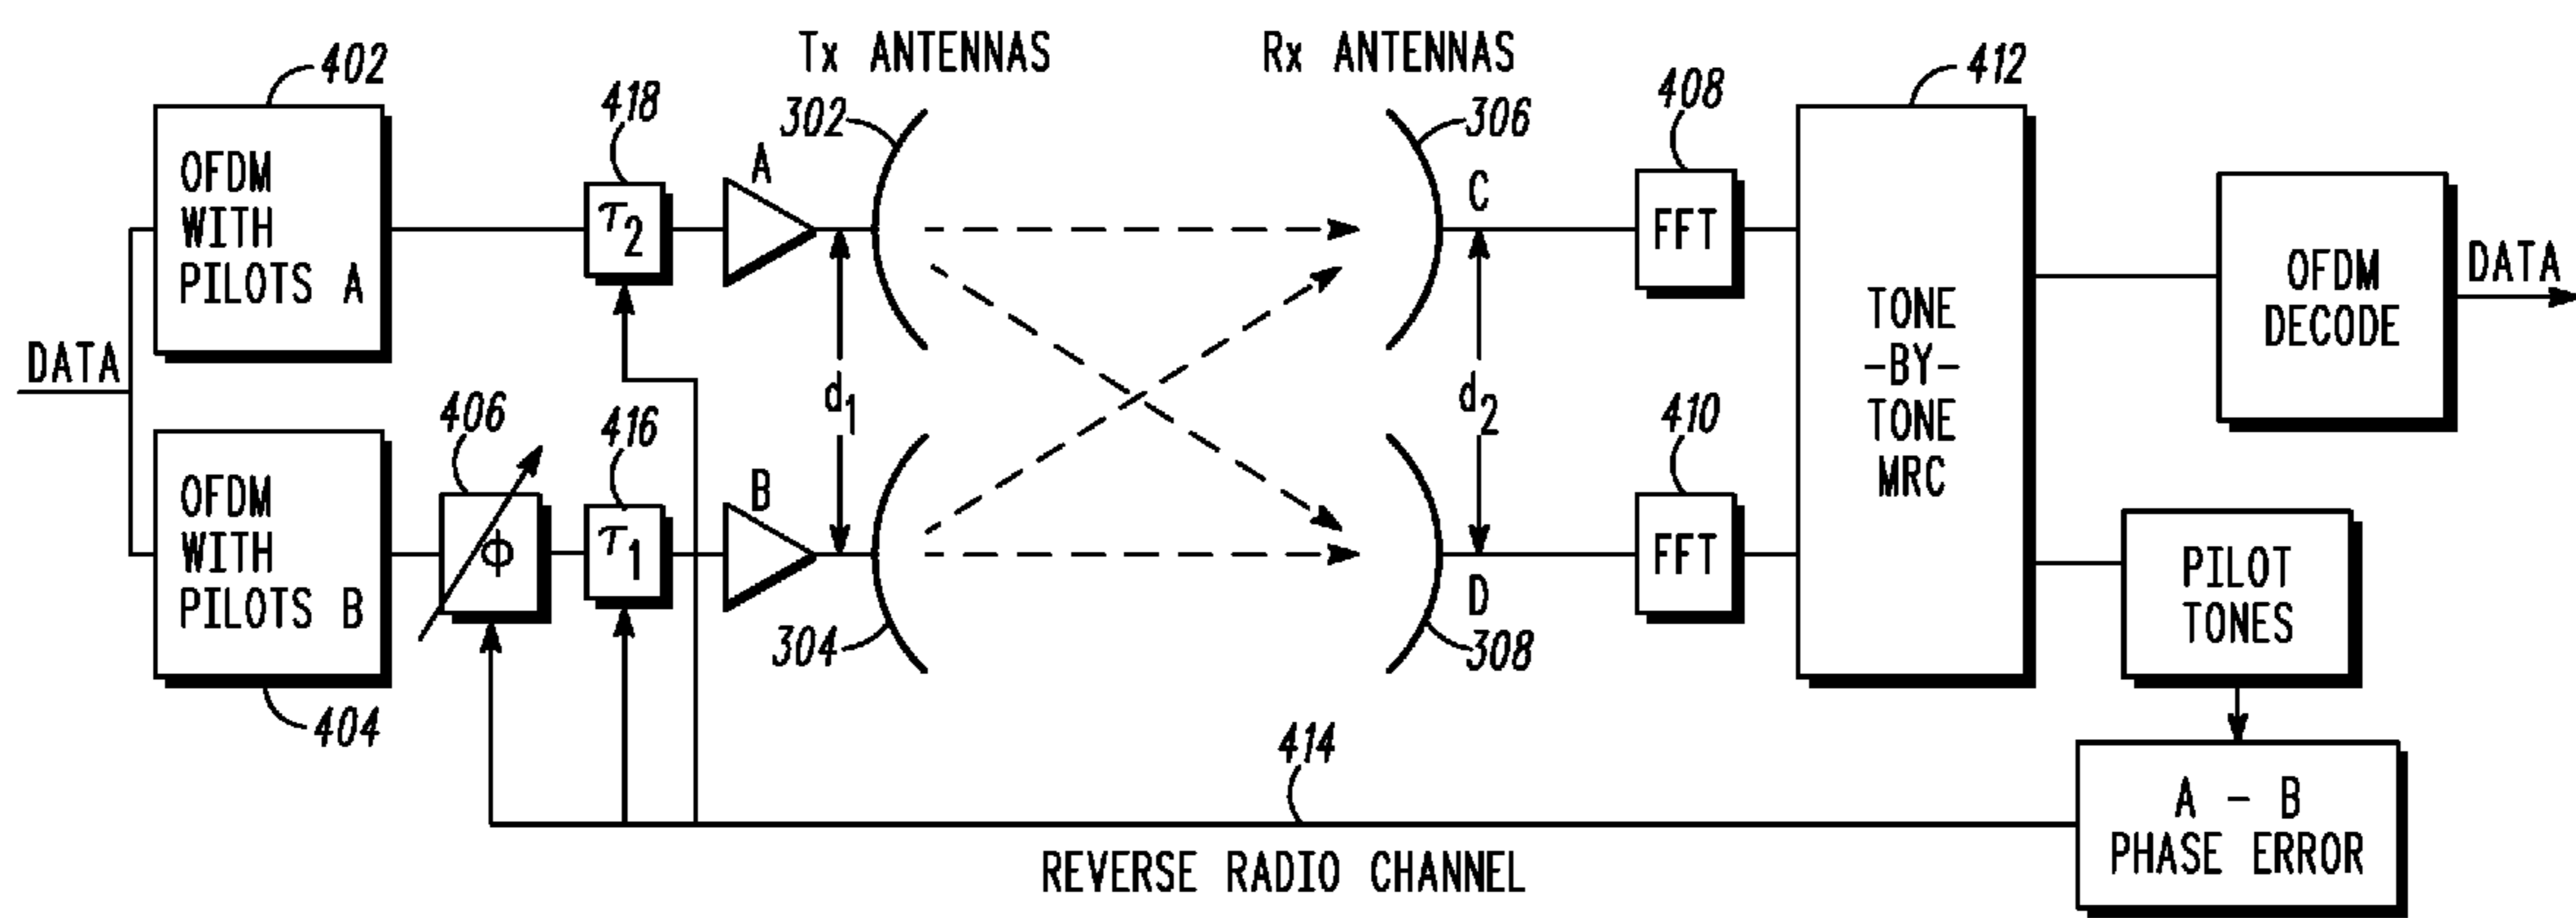 402
Tx ANTENNAS
Rx ANTENNAS
418
302
306
408
412
OFDM
WITH
PILOTS A
τ2
A
C
FFT
OFDM
DECODE
DATA
DATA
TONE
-BY-
TONE
MRC
406
416
d1
d2
410
OFDM
WITH
PILOTS B
Φ
τ1
B
D
FFT
PILOT
TONES
304
308
404
414
A - B
PHASE ERROR
REVERSE RADIO CHANNEL